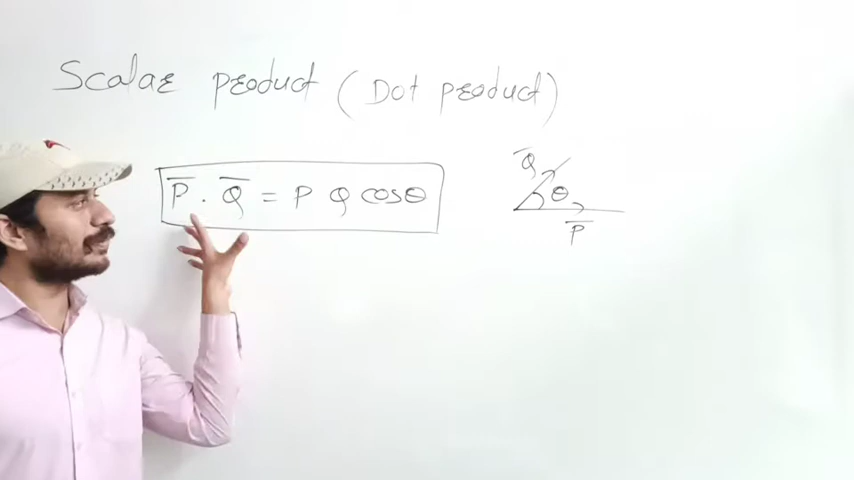 Scalar product (Dot product)
P̅ . Q̅ = P Q cosθ
Q̅
θ
P̅